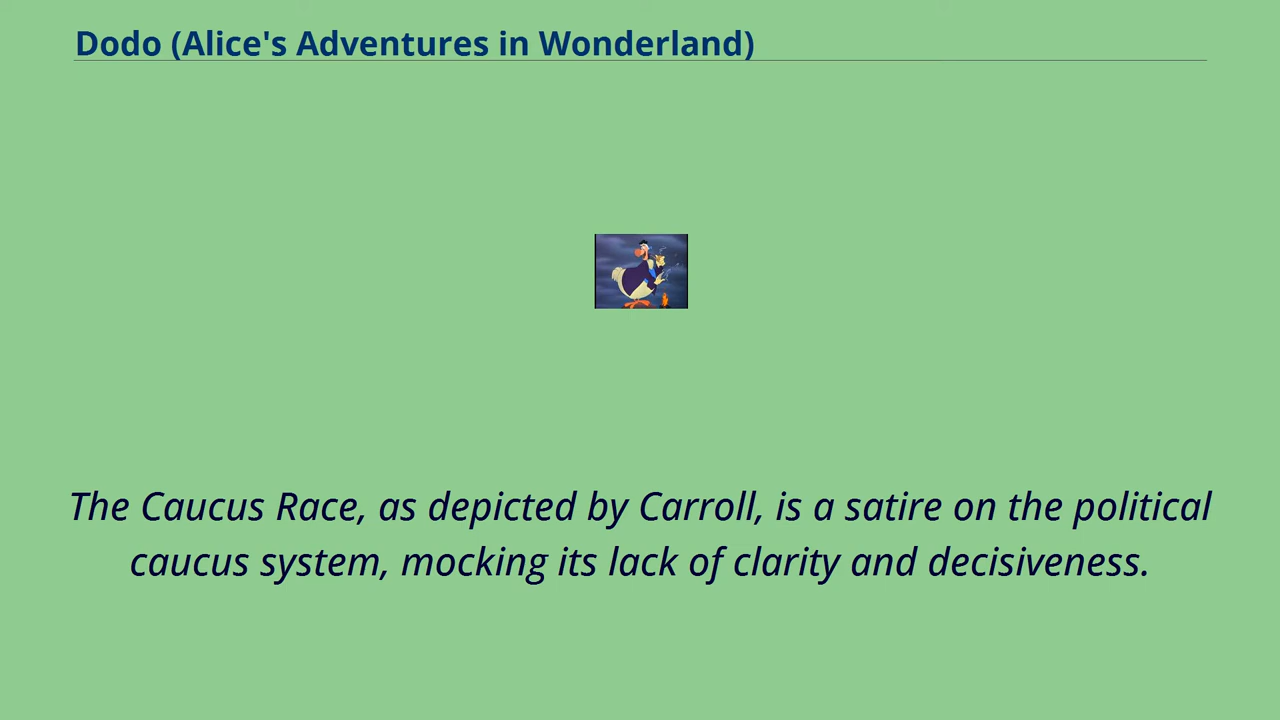 Dodo (Alice's Adventures in Wonderland)
The Caucus Race, as depicted by Carroll, is a satire on the political
caucus system, mocking its lack of clarity and decisiveness.